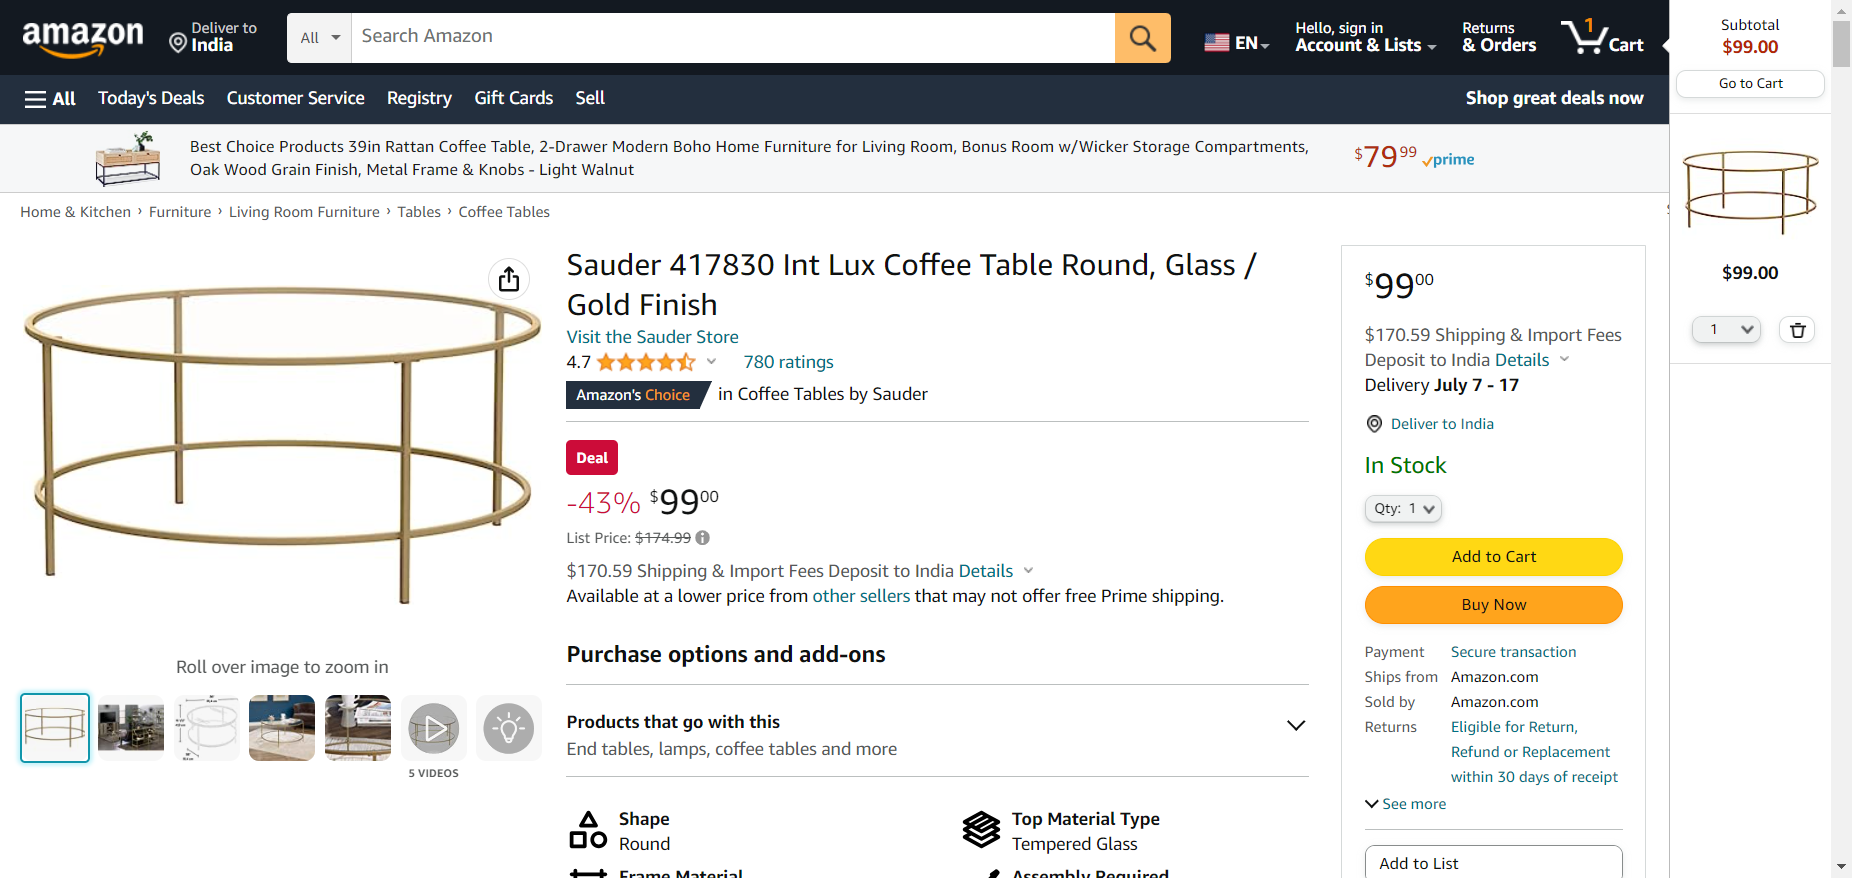 amazon
Deliver to
India
All
Search Amazon
EN
Hello, sign in
Account & Lists
Returns
& Orders
1
Cart
Subtotal
$99.00
Go to Cart
All
Today's Deals
Customer Service
Registry
Gift Cards
Sell
Shop great deals now
Best Choice Products 39in Rattan Coffee Table, 2-Drawer Modern Boho Home Furniture for Living Room, Bonus Room w/Wicker Storage Compartments,
Oak Wood Grain Finish, Metal Frame & Knobs - Light Walnut
$79 99
prime
Home & Kitchen › Furniture › Living Room Furniture › Tables › Coffee Tables
$99.00
1
Sauder 417830 Int Lux Coffee Table Round, Glass /
Gold Finish
Visit the Sauder Store
4.7
780 ratings
Amazon's Choice
in Coffee Tables by Sauder
Deal
-43% $99 00
List Price: $174.99
$170.59 Shipping & Import Fees Deposit to India Details
Available at a lower price from other sellers that may not offer free Prime shipping.
Purchase options and add-ons
Products that go with this
End tables, lamps, coffee tables and more
Shape
Round
Top Material Type
Tempered Glass
Frame Material
Assembly Required
Roll over image to zoom in
5 VIDEOS
$99 00
$170.59 Shipping & Import Fees
Deposit to India Details
Delivery July 7 - 17
Deliver to India
In Stock
Qty: 1
Add to Cart
Buy Now
Payment Secure transaction
Ships from Amazon.com
Sold by Amazon.com
Returns Eligible for Return,
Refund or Replacement
within 30 days of receipt
See more
Add to List